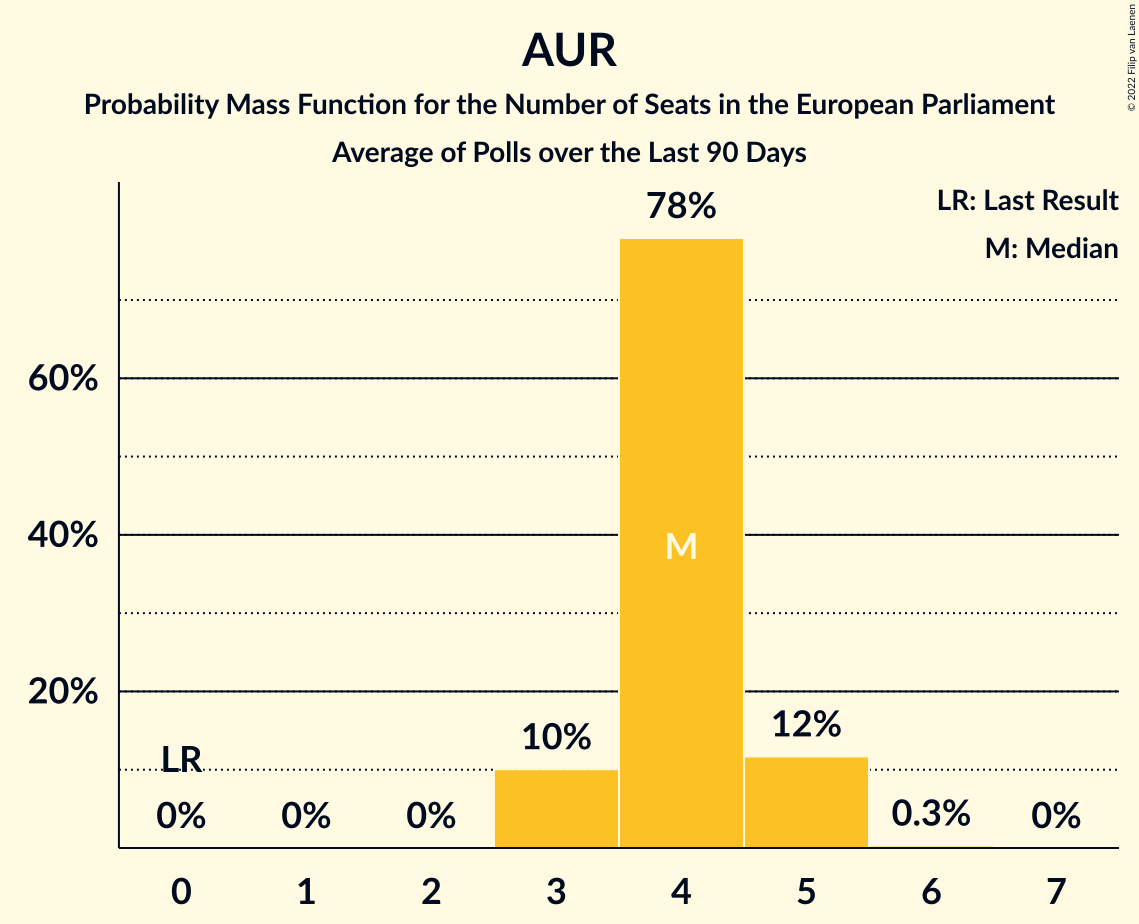 AUR
Probability Mass Function for the Number of Seats in the European Parliament
Average of Polls over the Last 90 Days
© 2022 Filip van Laenen
LR: Last Result
M: Median
78%
60%
40%
20%
M
LR
10%
12%
0%
0%
0%
0.3%
0%
0 1 2 3 4 5 6 7